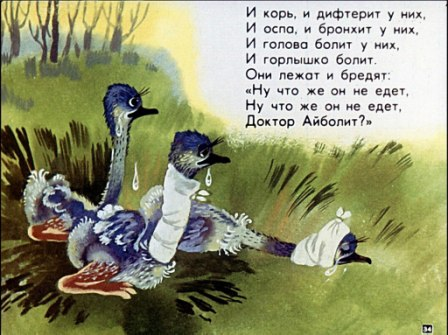 И корь, и дифтерит у них,
И оспа, и бронхит у них,
И голова болит у них,
И горлышко болит.
Они лежат и бредят:
«Ну что же он не едет,
Ну что же он не едет,
Доктор Айболит?»
34